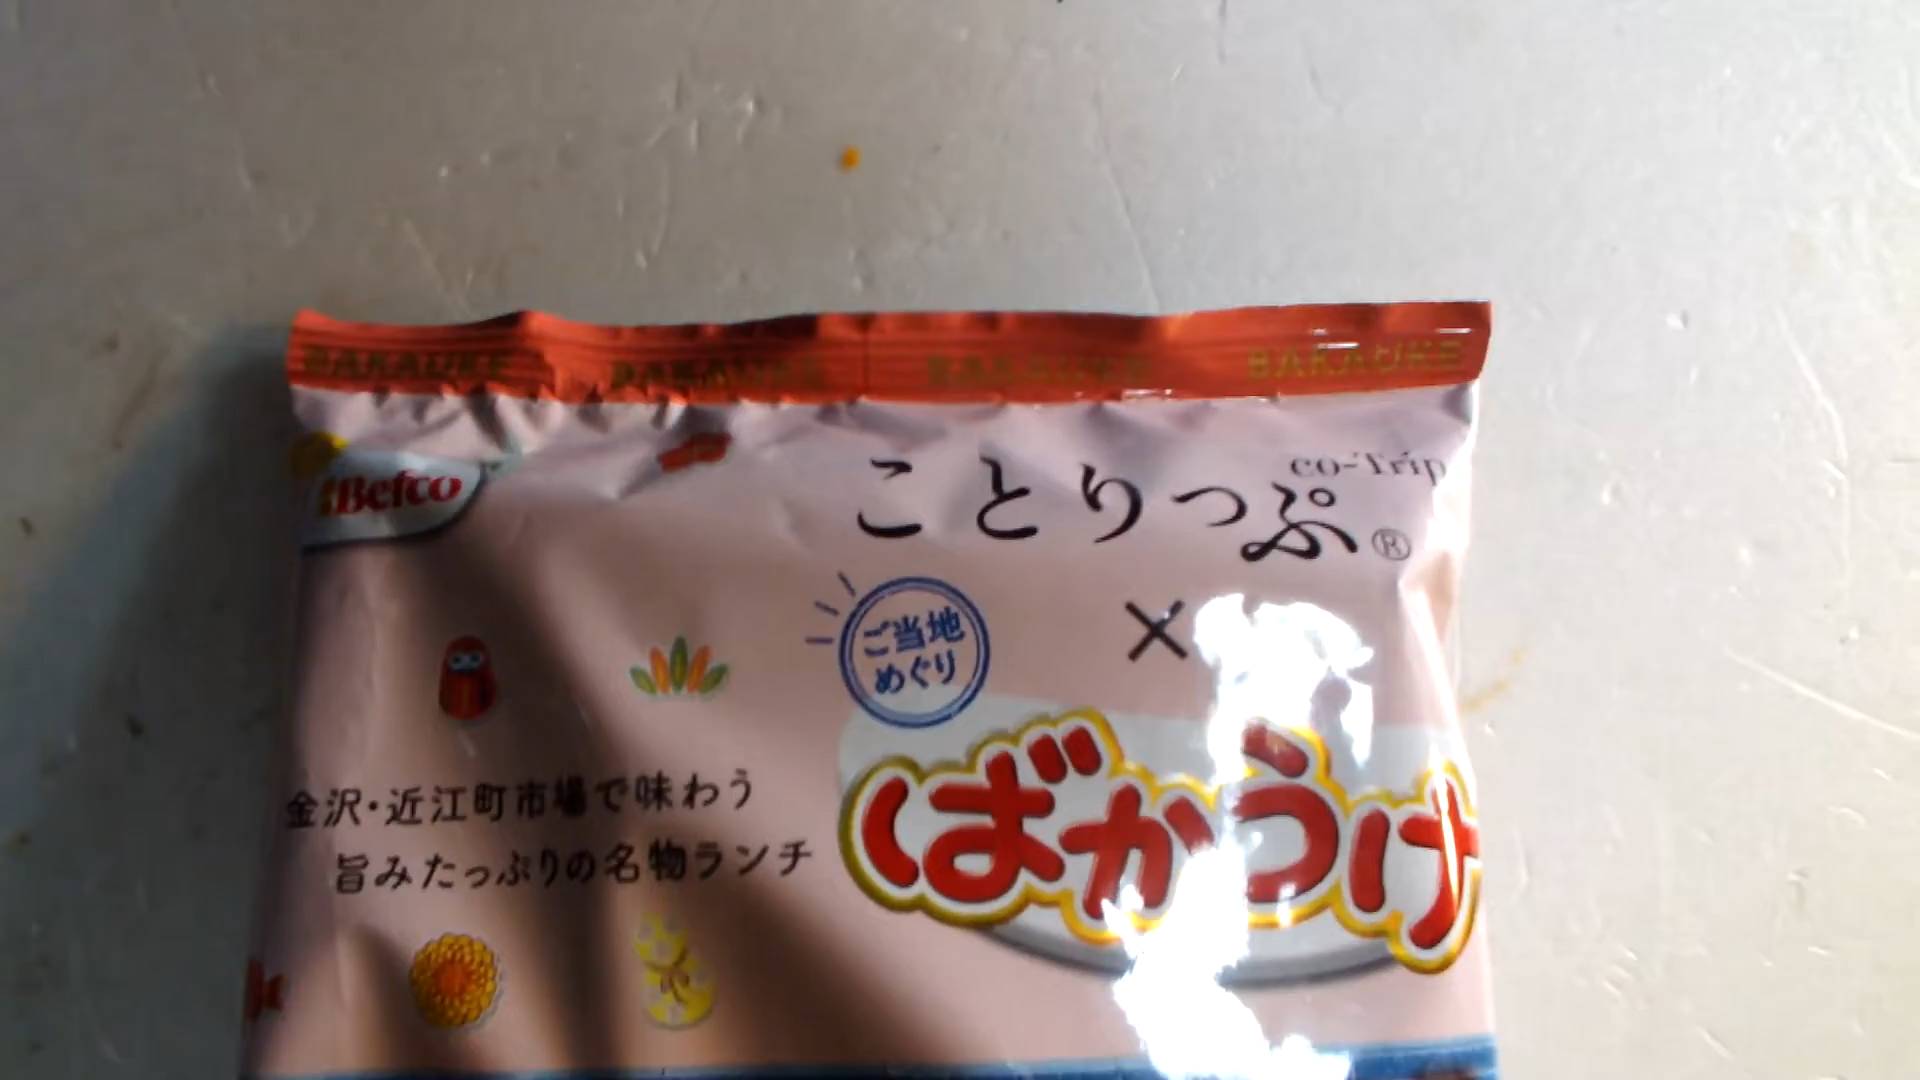 BAKAUKE BAKAUKE BAKAUKE BAKAUKE
Befco
co-Trip
ことりっぷ®
ご当地
めぐり
×
ばかうけ
金沢・近江町市場で味わう
旨みたっぷりの名物ランチ